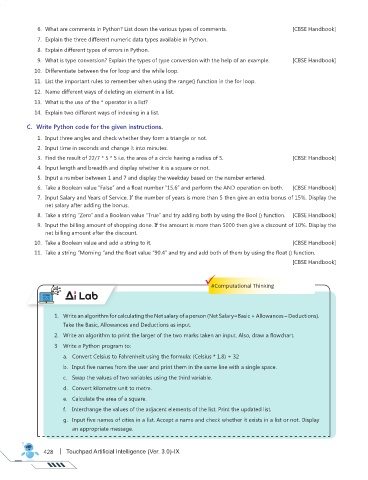 6. What are comments in Python? List down the various types of comments. [CBSE Handbook]
7. Explain the three different numeric data types available in Python.
8. Explain different types of errors in Python.
9. What is type conversion? Explain the types of type conversion with the help of an example. [CBSE Handbook]
10. Differentiate between the for loop and the while loop.
11. List the important rules to remember when using the range() function in the for loop.
12. Name different ways of deleting an element in a list.
13. What is the use of the * operator in a list?
14. Explain two different ways of indexing in a list.
C. Write Python code for the given instructions.
1. Input three angles and check whether they form a triangle or not.
2. Input time in seconds and change it into minutes.
3. Find the result of 22/7 * 5 * 5 i.e. the area of a circle having a radius of 5. [CBSE Handbook]
4. Input length and breadth and display whether it is a square or not.
5. Input a number between 1 and 7 and display the weekday based on the number entered.
6. Take a Boolean value "False" and a float number "15.6" and perform the AND operation on both. [CBSE Handbook]
7. Input Salary and Years of Service. If the number of years is more than 5 then give an extra bonus of 15%. Display the
net salary after adding the bonus.
8. Take a string "Zero" and a Boolean value "True" and try adding both by using the Bool () function. [CBSE Handbook]
9. Input the billing amount of shopping done. If the amount is more than 5000 then give a discount of 10%. Display the
net billing amount after the discount.
10. Take a Boolean value and add a string to it. [CBSE Handbook]
11. Take a string "Morning "and the float value "90.4" and try and add both of them by using the float () function.
[CBSE Handbook]
#Computational Thinking
Ai Lab
1. Write an algorithm for calculating the Net salary of a person (Net Salary=Basic + Allowances – Deductions).
Take the Basic, Allowances and Deductions as input.
2. Write an algorithm to print the larger of the two marks taken an input. Also, draw a flowchart.
3 Write a Python program to:
a. Convert Celsius to Fahrenheit using the formula: (Celsius * 1.8) + 32
b. Input five names from the user and print them in the same line with a single space.
c. Swap the values of two variables using the third variable.
d. Convert kilometre unit to metre.
e. Calculate the area of a square.
f. Interchange the values of the adjacent elements of the list. Print the updated list.
g. Input five names of cities in a list. Accept a name and check whether it exists in a list or not. Display
an appropriate message.
428 | Touchpad Artificial Intelligence (Ver. 3.0)-IX